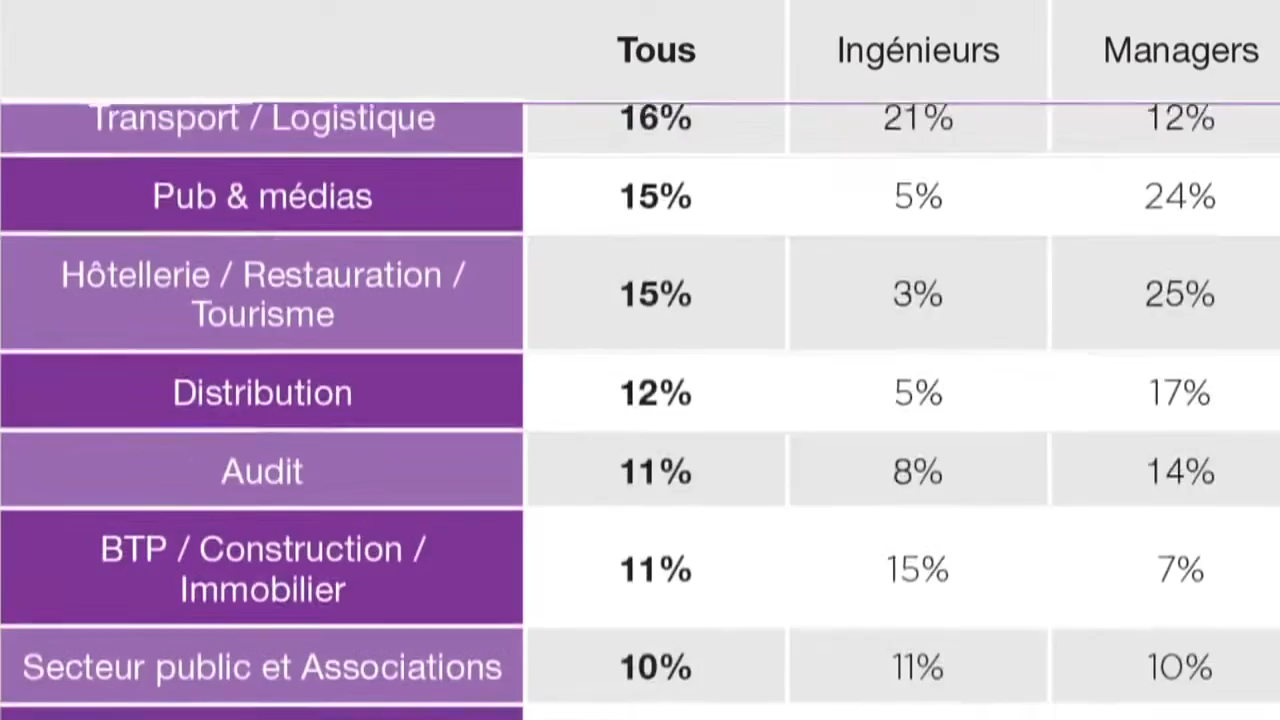 Tous Ingénieurs Managers
Transport / Logistique 16% 21% 12%
Pub & médias 15% 5% 24%
Hôtellerie / Restauration /
Tourisme 15% 3% 25%
Distribution 12% 5% 17%
Audit 11% 8% 14%
BTP / Construction /
Immobilier 11% 15% 7%
Secteur public et Associations 10% 11% 10%